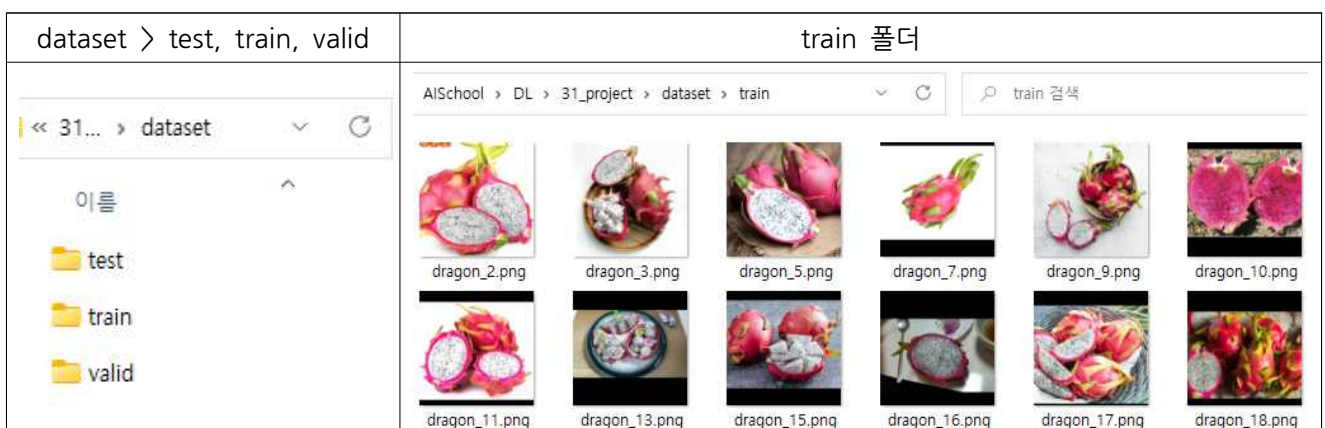 dataset > test, train, valid
train 폴더
« 31... › dataset
이름
test
train
valid
AISchool › DL › 31_project › dataset › train
train 검색
dragon_2.png
dragon_3.png
dragon_5.png
dragon_7.png
dragon_9.png
dragon_10.png
dragon_11.png
dragon_13.png
dragon_15.png
dragon_16.png
dragon_17.png
dragon_18.png